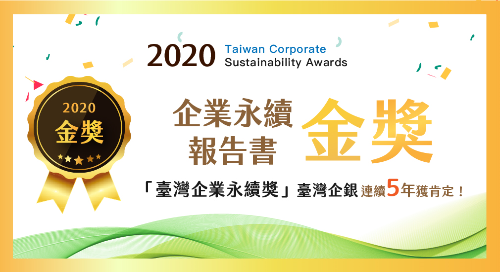 2020 Taiwan Corporate
Sustainability Awards
2020
金獎
企業永續
報告書
金獎
「臺灣企業永續獎」臺灣企銀連續5年獲肯定！